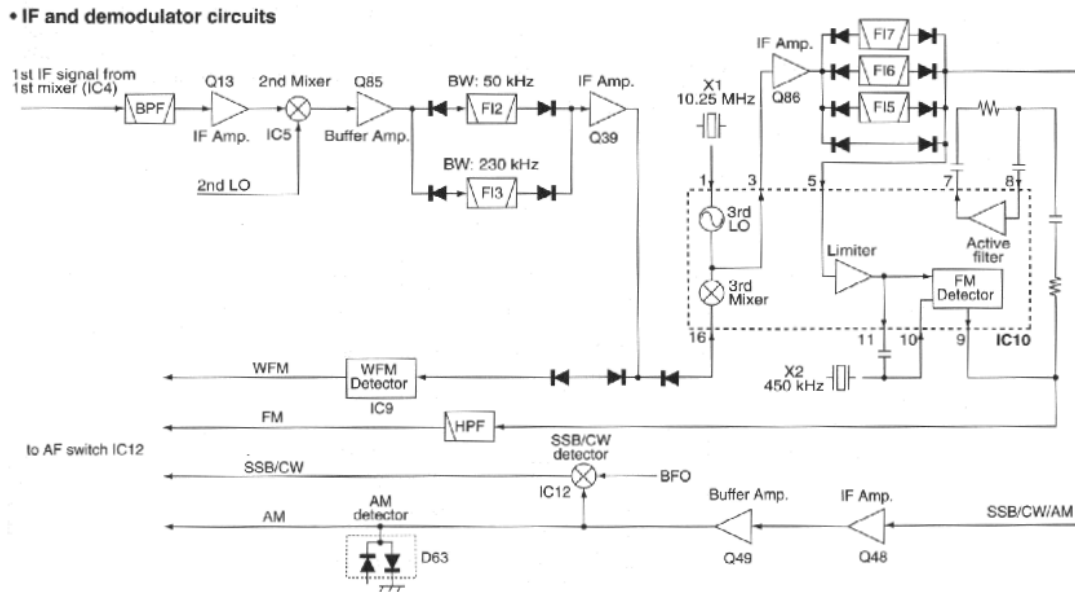 • IF and demodulator circuits
1st IF signal from
1st mixer (IC4)
BPF
Q13
IF Amp.
2nd Mixer
IC5
2nd LO
Q85
Buffer Amp.
BW: 50 kHz
FI2
BW: 230 kHz
FI3
IF Amp.
Q39
X1
10.25 MHz
IF Amp.
Q86
FI7
FI6
FI5
1
3
5
7
8
3rd
LO
3rd
Mixer
Limiter
Active
filter
FM
Detector
16
11
10
9
IC10
X2
450 kHz
WFM
WFM
Detector
IC9
FM
HPF
to AF switch IC12
SSB/CW
SSB/CW
detector
IC12
BFO
AM
AM
detector
D63
Buffer Amp.
Q49
IF Amp.
Q48
SSB/CW/AM